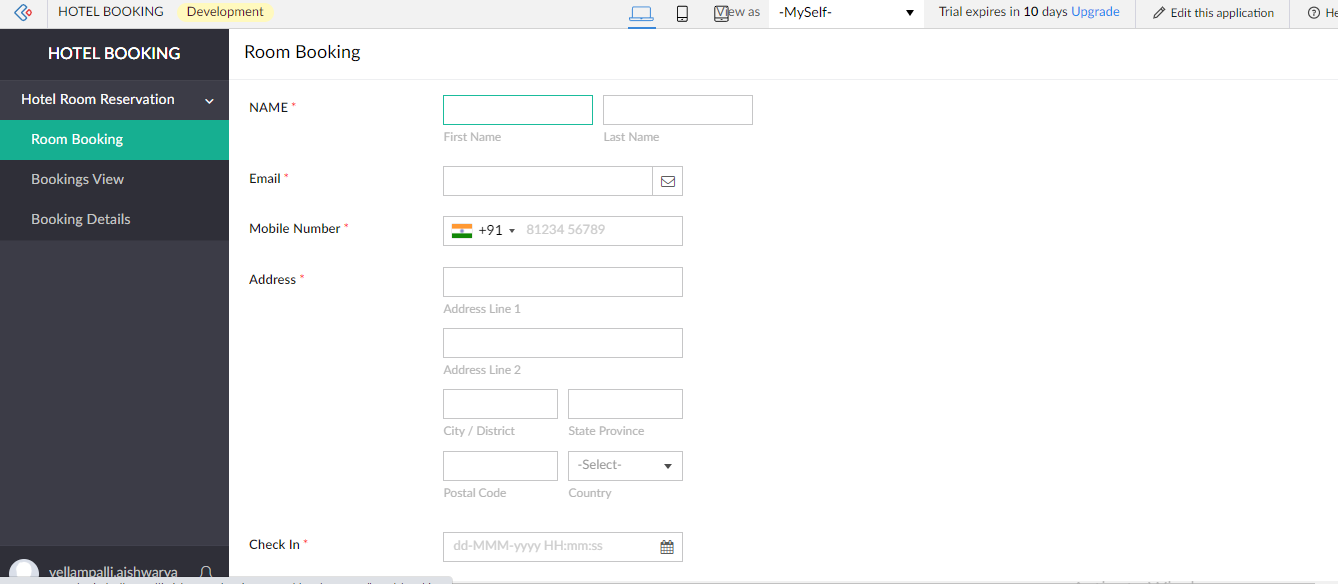 HOTEL BOOKING Development View as -MySelf- Trial expires in 10 days Upgrade Edit this application
HOTEL BOOKING
Hotel Room Reservation
Room Booking
Bookings View
Booking Details
yellampalli.aishwarya
Room Booking
NAME *
First Name Last Name
Email *
Mobile Number * +91 81234 56789
Address *
Address Line 1
Address Line 2
City / District State Province
-Select-
Postal Code Country
Check In * dd-MMM-yyyy HH:mm:ss